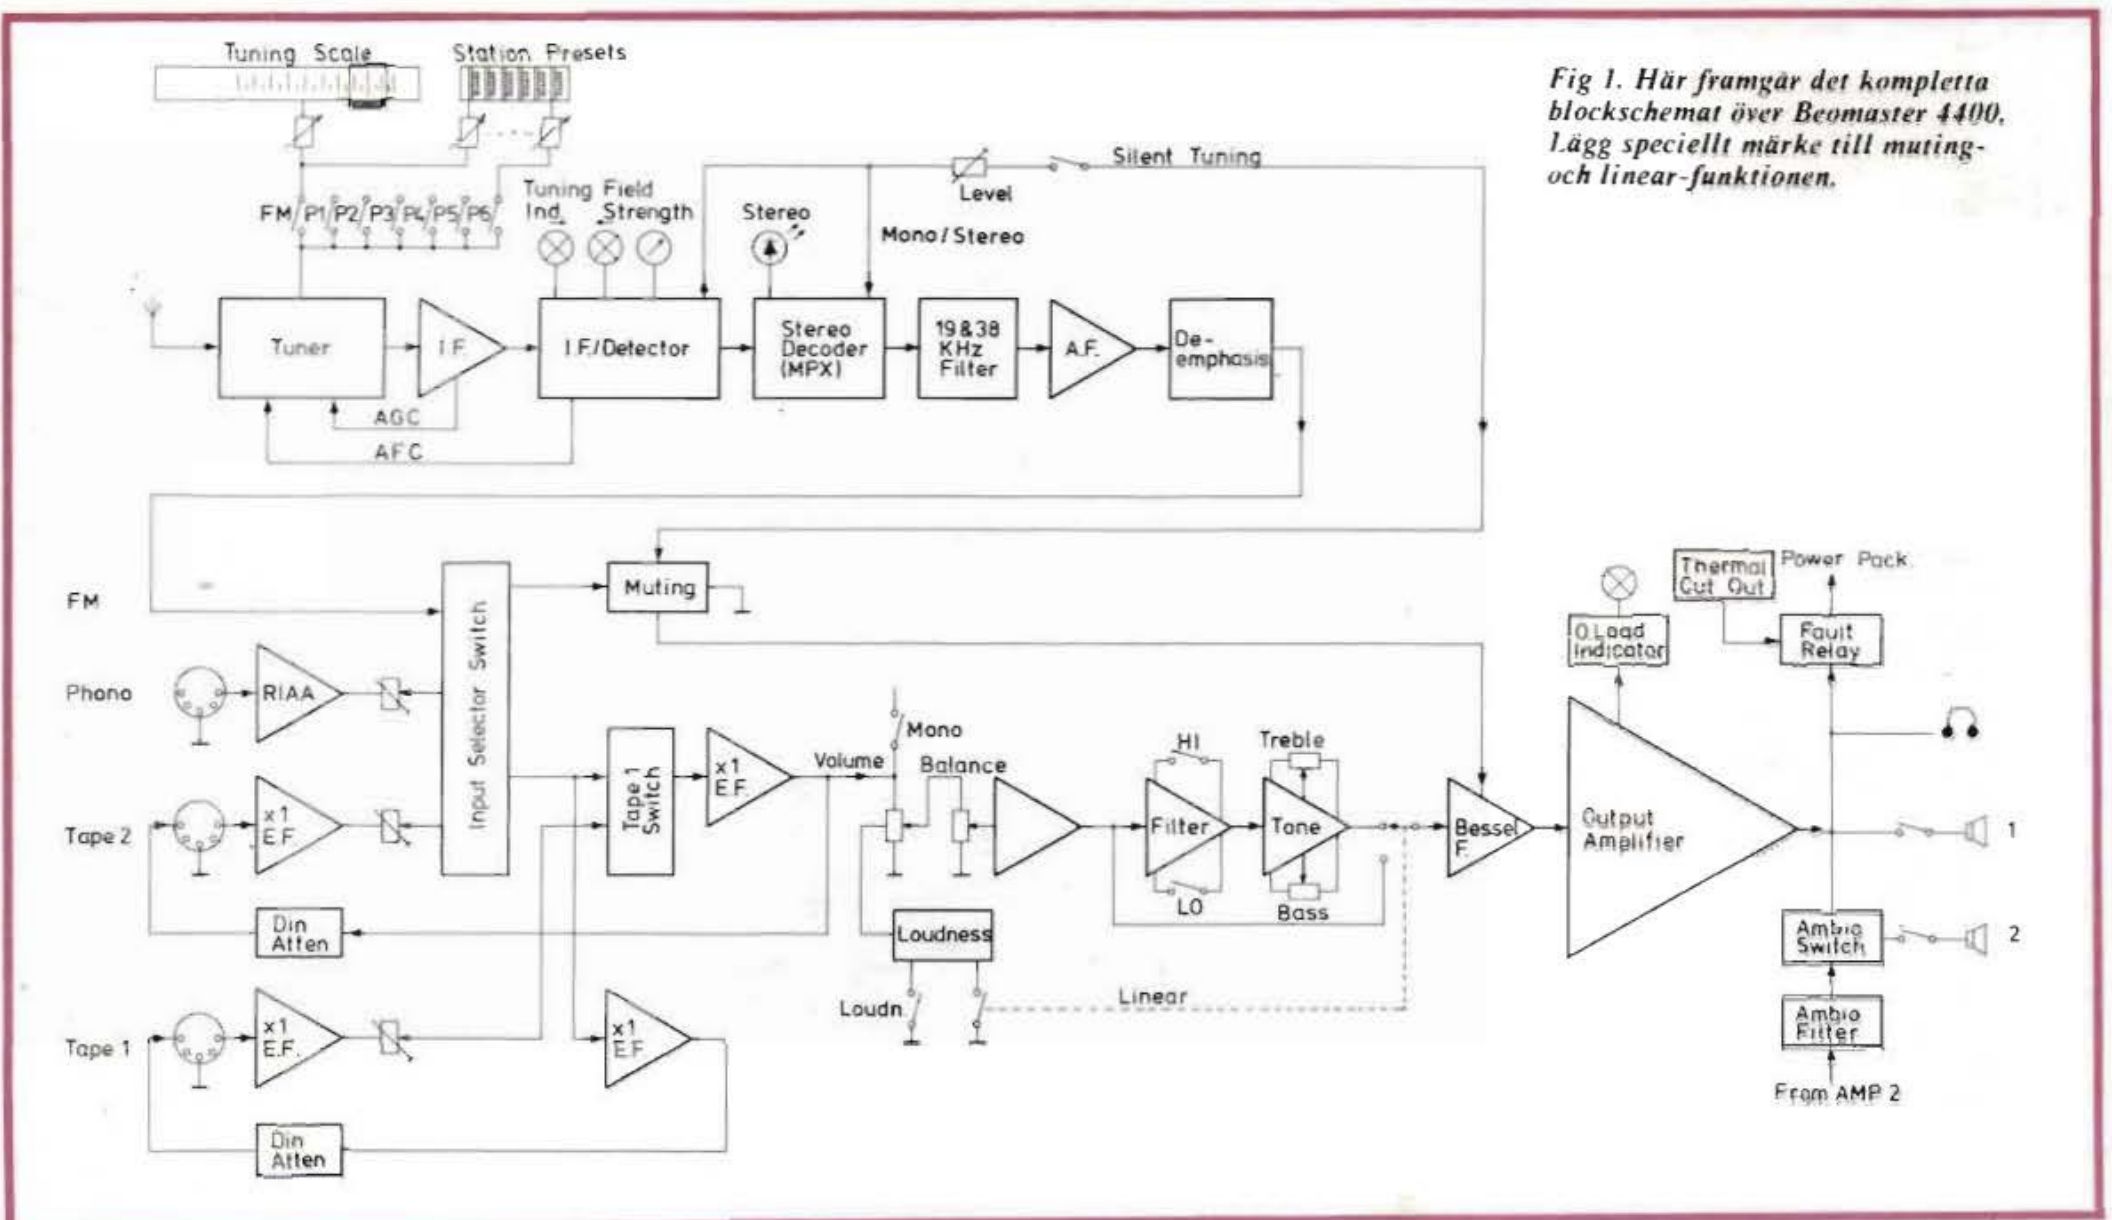 Tuning Scale
Station Presets
Fig 1. Här framgår det kompletta
blockschemat över Beomaster 4400.
Lägg speciellt märke till muting-
och linear-funktionen.
Silent Tuning
Level
Tuning Field
Ind. Strength
Stereo
Mono/Stereo
FM P1 P2 P3 P4 P5 P6
Tuner
I.F.
I.F./Detector
Stereo
Decoder
(MPX)
19&38
KHz
Filter
A.F.
De-
emphasis
AGC
AFC
FM
Input Selector Switch
Muting
Thermal
Cut Out
Power Pack
O.Load
Indicator
Fault
Relay
Phono
RIAA
Mono
Volume
Balance
HI
Treble
Tape 1
Switch
x1
E.F.
Tape 2
x1
E.F.
Filter
Tone
Bessel
F.
Output
Amplifier
1
LO
Bass
Din
Atten
Loudness
Ambio
Switch
2
Loudn.
Linear
Ambio
Filter
Tape 1
x1
E.F.
x1
E.F
From AMP 2
Din
Atten